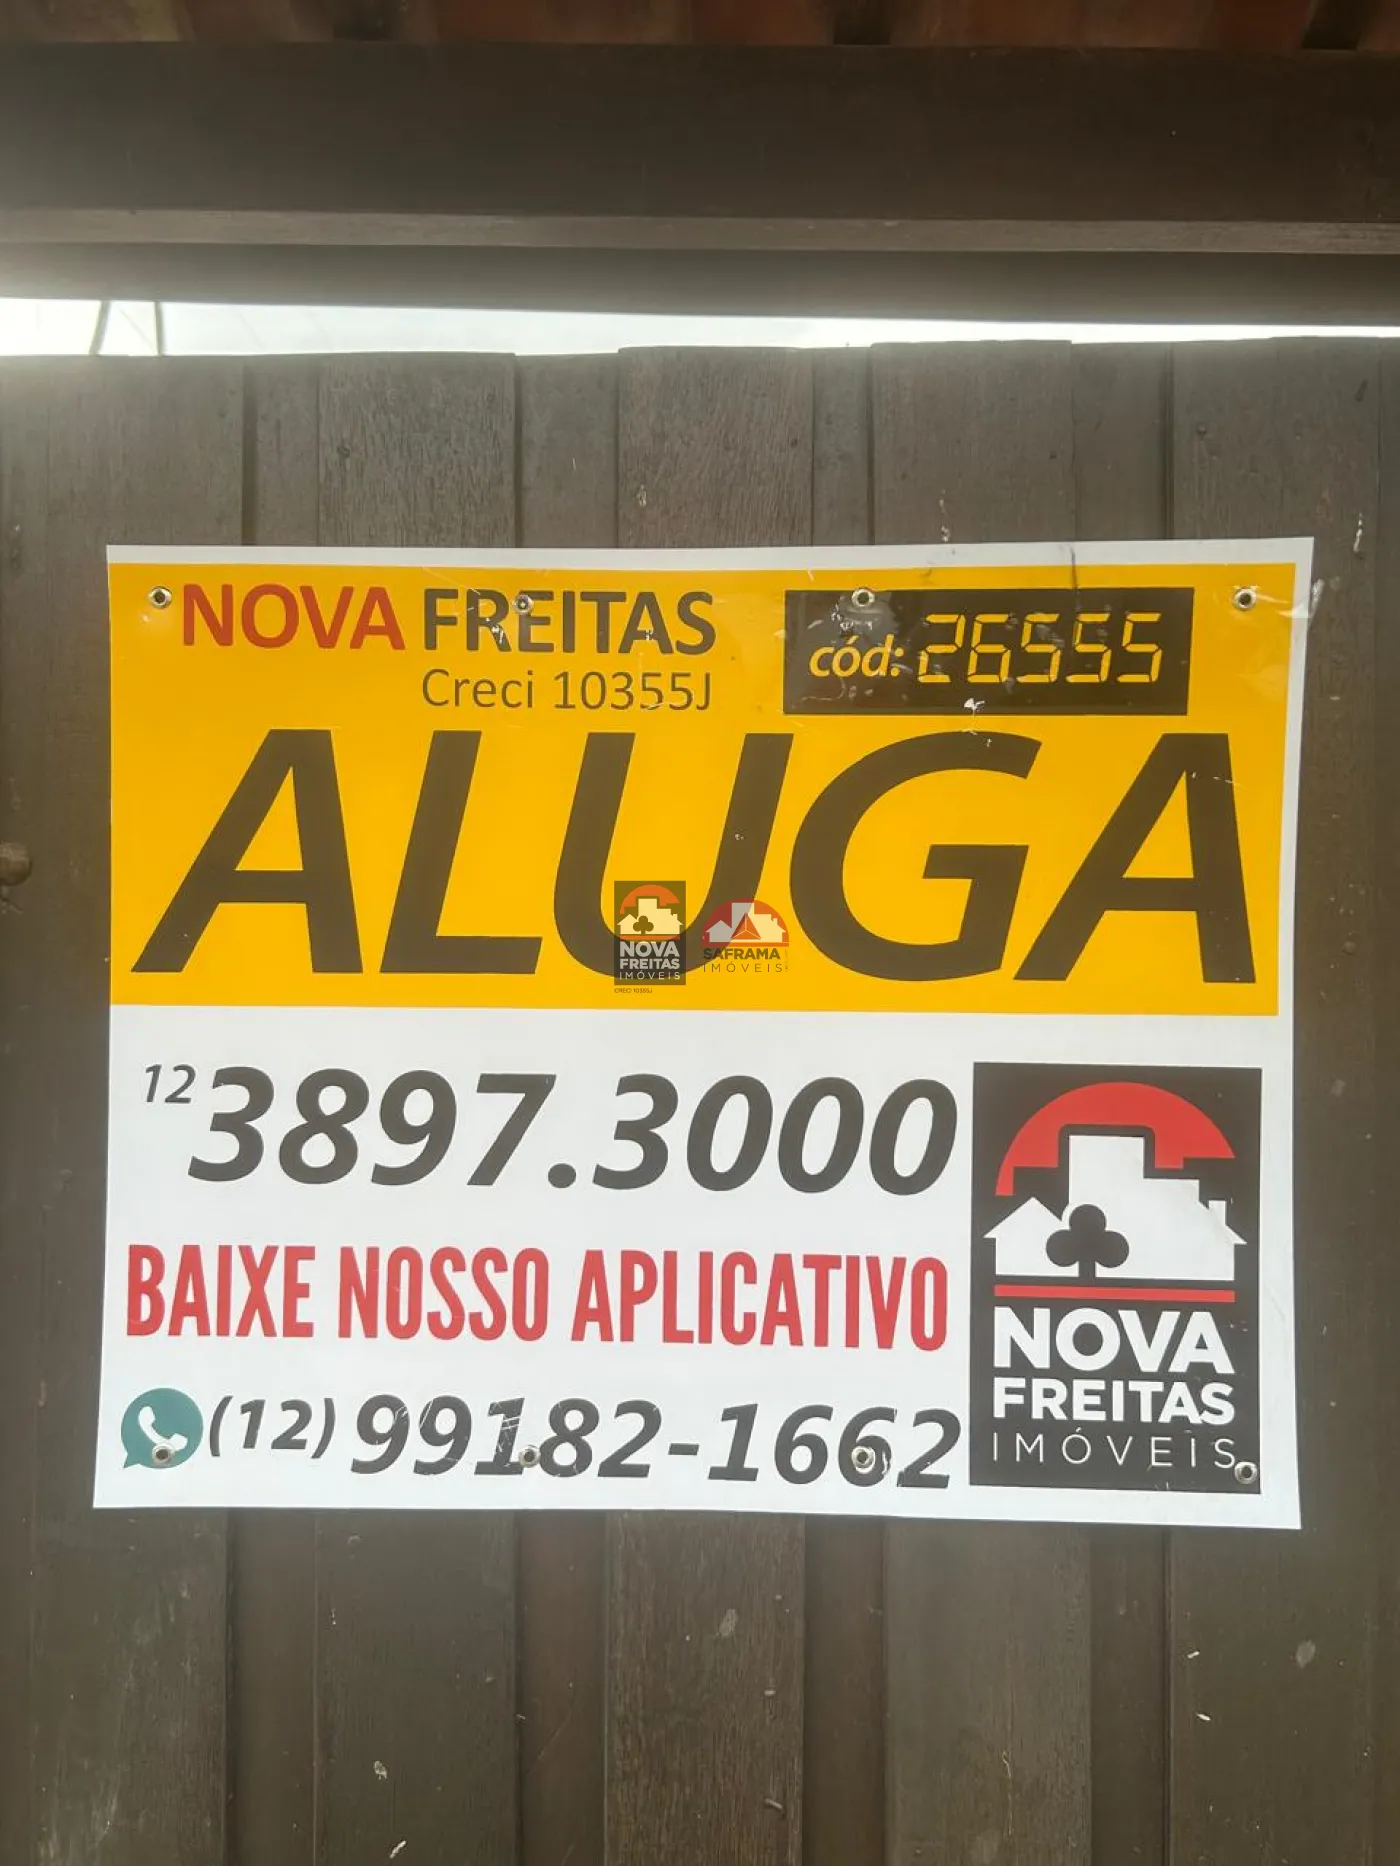 NOVA FREITAS
Creci 10355J
cód: 26555
ALUGA
NOVA
FREITAS
IMÓVEIS
CRECI 10355J
SAFRAMA
IMÓVEIS
12 3897.3000
BAIXE NOSSO APLICATIVO
(12) 99182-1662
NOVA
FREITAS
IMÓVEIS